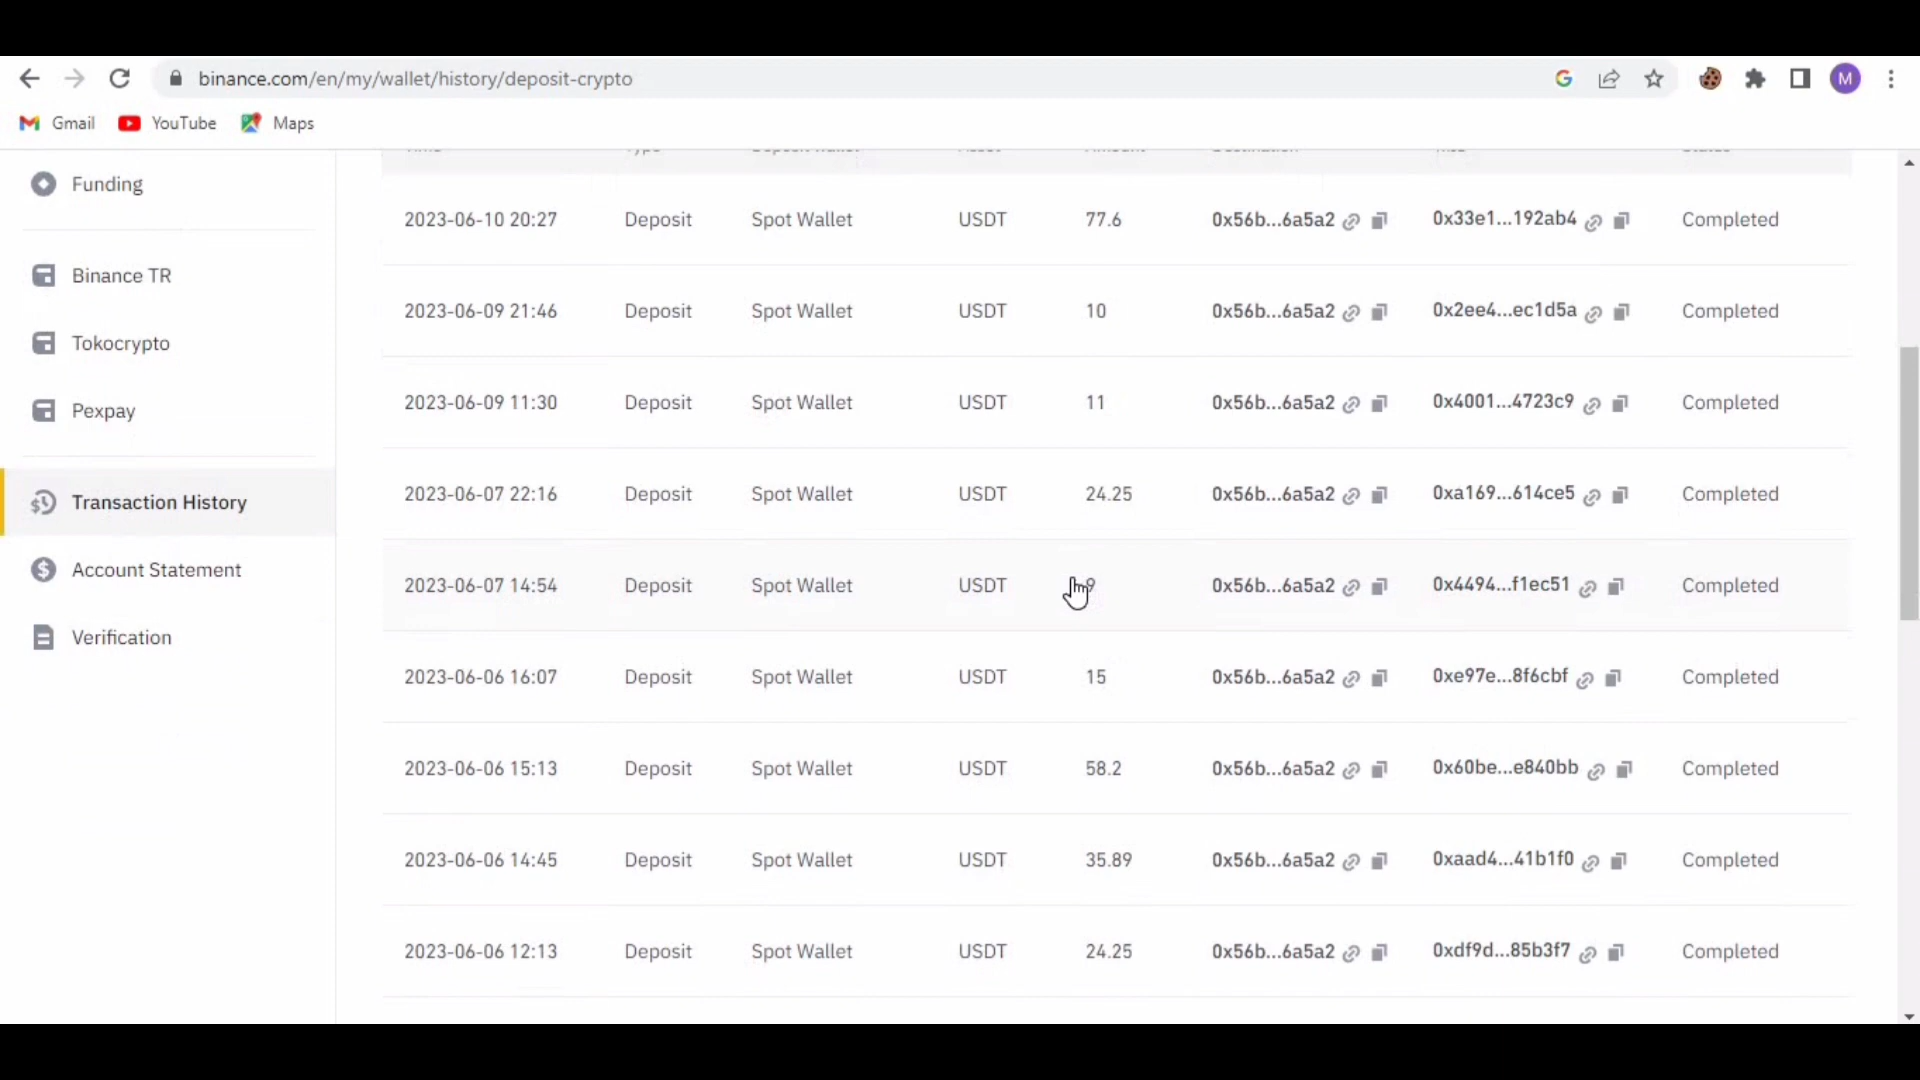 binance.com/en/my/wallet/history/deposit-crypto
M
Gmail YouTube Maps
Funding
Binance TR
Tokocrypto
Pexpay
Transaction History
Account Statement
Verification
2023-06-10 20:27 Deposit Spot Wallet USDT 77.6 0x56b...6a5a2 0x33e1...192ab4 Completed
2023-06-09 21:46 Deposit Spot Wallet USDT 10 0x56b...6a5a2 0x2ee4...ec1d5a Completed
2023-06-09 11:30 Deposit Spot Wallet USDT 11 0x56b...6a5a2 0x4001...4723c9 Completed
2023-06-07 22:16 Deposit Spot Wallet USDT 24.25 0x56b...6a5a2 0xa169...614ce5 Completed
2023-06-07 14:54 Deposit Spot Wallet USDT 0x56b...6a5a2 0x4494...f1ec51 Completed
2023-06-06 16:07 Deposit Spot Wallet USDT 15 0x56b...6a5a2 0xe97e...8f6cbf Completed
2023-06-06 15:13 Deposit Spot Wallet USDT 58.2 0x56b...6a5a2 0x60be...e840bb Completed
2023-06-06 14:45 Deposit Spot Wallet USDT 35.89 0x56b...6a5a2 0xaad4...41b1f0 Completed
2023-06-06 12:13 Deposit Spot Wallet USDT 24.25 0x56b...6a5a2 0xdf9d...85b3f7 Completed